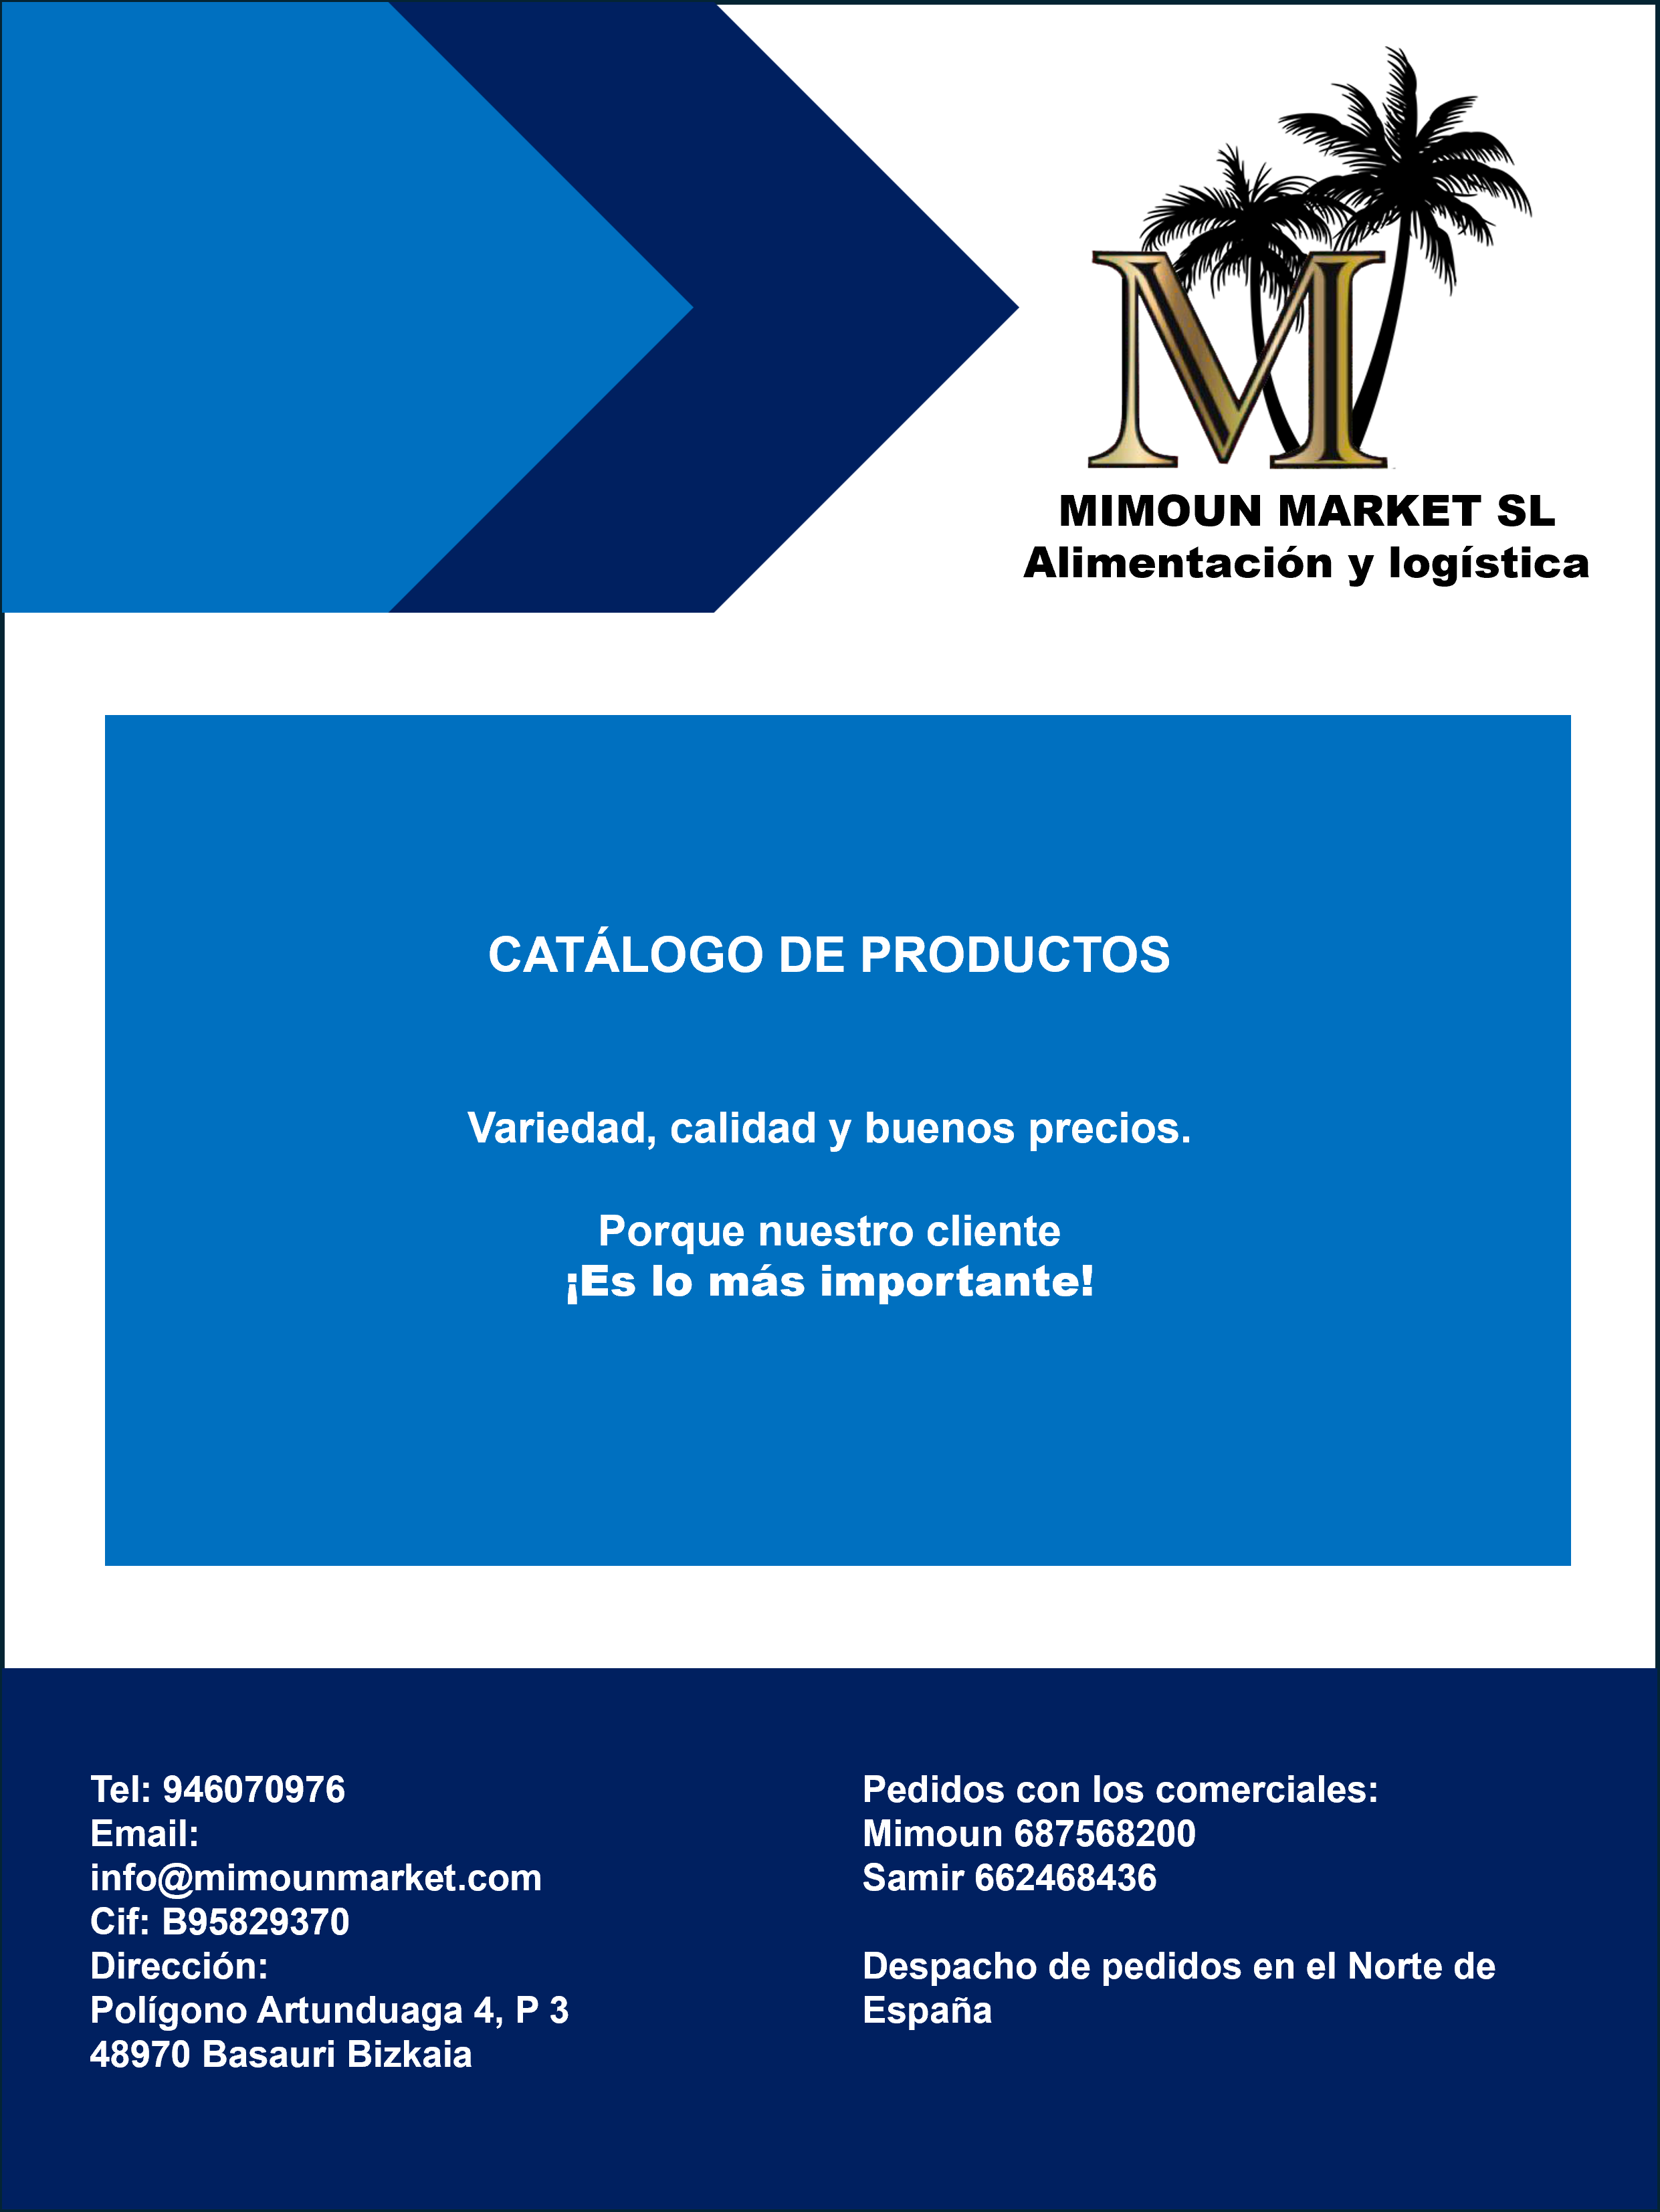 M
MIMOUN MARKET SL
Alimentación y logística
CATÁLOGO DE PRODUCTOS
Variedad, calidad y buenos precios.
Porque nuestro cliente
¡Es lo más importante!
Tel: 946070976
Email:
info@mimounmarket.com
Cif: B95829370
Dirección:
Polígono Artunduaga 4, P 3
48970 Basauri Bizkaia
Pedidos con los comerciales:
Mimoun 687568200
Samir 662468436
Despacho de pedidos en el Norte de
España